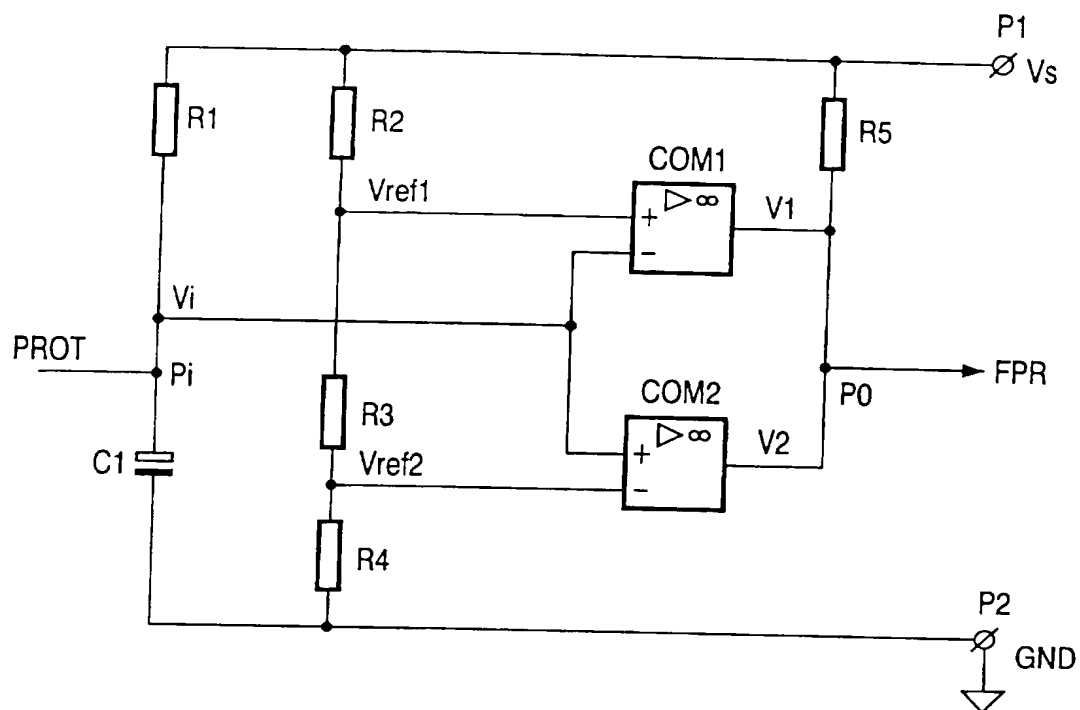 P1
Vs
R1
R2
R5
COM1
Vref1
+
∞
V1
−
Vi
PROT
Pi
FPR
P0
COM2
R3
∞
V2
+
C1
Vref2
−
R4
P2
GND